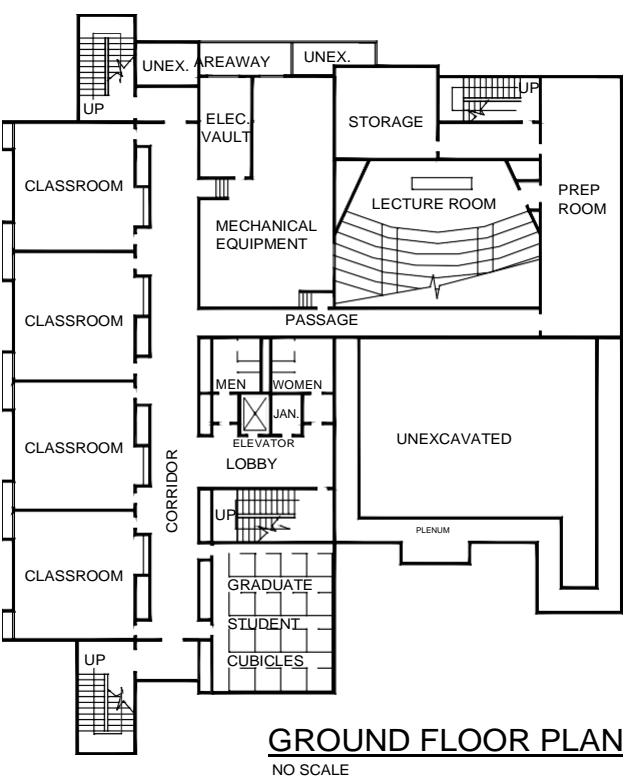 UNEX.
AREAWAY
UNEX.
UP
ELEC.
VAULT
STORAGE
UP
CLASSROOM
LECTURE ROOM
PREP
ROOM
MECHANICAL
EQUIPMENT
CLASSROOM
PASSAGE
MEN
WOMEN
JAN.
ELEVATOR
LOBBY
UNEXCAVATED
CLASSROOM
CORRIDOR
UP
PLENUM
CLASSROOM
GRADUATE
STUDENT
CUBICLES
UP
GROUND FLOOR PLAN
NO SCALE